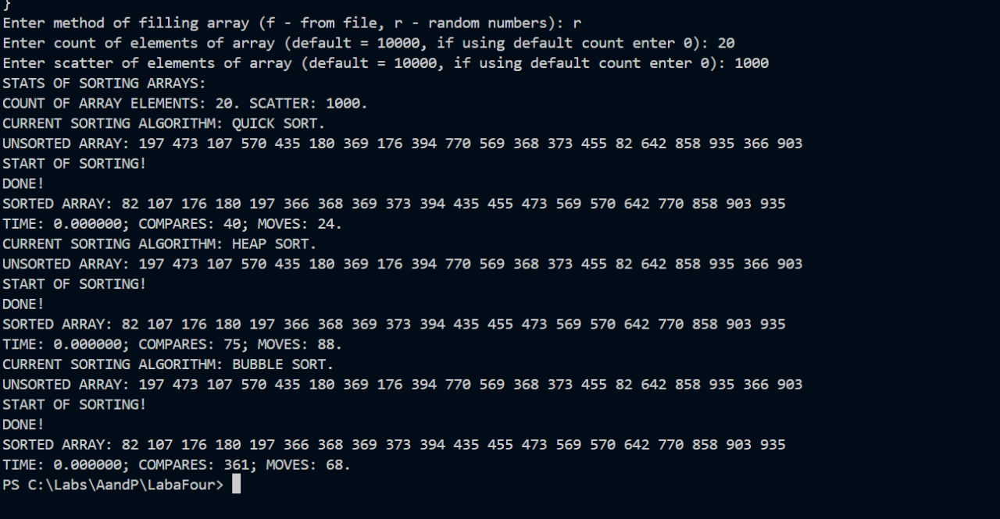 }
Enter method of filling array (f - from file, r - random numbers): r
Enter count of elements of array (default = 10000, if using default count enter 0): 20
Enter scatter of elements of array (default = 10000, if using default count enter 0): 1000
STATS OF SORTING ARRAYS:
COUNT OF ARRAY ELEMENTS: 20. SCATTER: 1000.
CURRENT SORTING ALGORITHM: QUICK SORT.
UNSORTED ARRAY: 197 473 107 570 435 180 369 176 394 770 569 368 373 455 82 642 858 935 366 903
START OF SORTING!
DONE!
SORTED ARRAY: 82 107 176 180 197 366 368 369 373 394 435 455 473 569 570 642 770 858 903 935
TIME: 0.000000; COMPARES: 40; MOVES: 24.
CURRENT SORTING ALGORITHM: HEAP SORT.
UNSORTED ARRAY: 197 473 107 570 435 180 369 176 394 770 569 368 373 455 82 642 858 935 366 903
START OF SORTING!
DONE!
SORTED ARRAY: 82 107 176 180 197 366 368 369 373 394 435 455 473 569 570 642 770 858 903 935
TIME: 0.000000; COMPARES: 75; MOVES: 88.
CURRENT SORTING ALGORITHM: BUBBLE SORT.
UNSORTED ARRAY: 197 473 107 570 435 180 369 176 394 770 569 368 373 455 82 642 858 935 366 903
START OF SORTING!
DONE!
SORTED ARRAY: 82 107 176 180 197 366 368 369 373 394 435 455 473 569 570 642 770 858 903 935
TIME: 0.000000; COMPARES: 361; MOVES: 68.
PS C:\Labs\AandP\LabaFour>